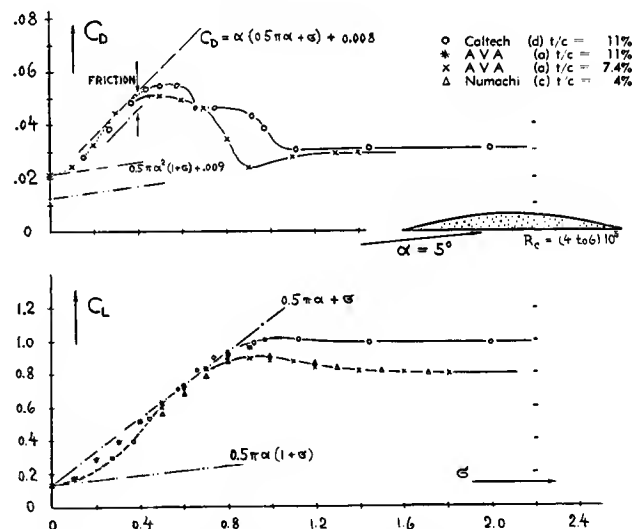 .08
C_D
C_D = α (0.5πα + σ) + 0.008
○ Caltech (d) t/c = 11%
* A V A (a) t/c = 11%
× A V A (a) t/c = 7.4%
△ Numachi (c) t'c = 4%
.06
FRICTION
.04
0.5πα²(1+σ)+.009
.02
0
α = 5°
R_c = (4 to 6) 10⁵
C_L
0.5πα + σ
1.2
1.0
0.8
0.6
0.4
0.5πα(1+σ)
0.2
σ
0
0 0.4 0.8 1.2 1.6 2.0 2.4